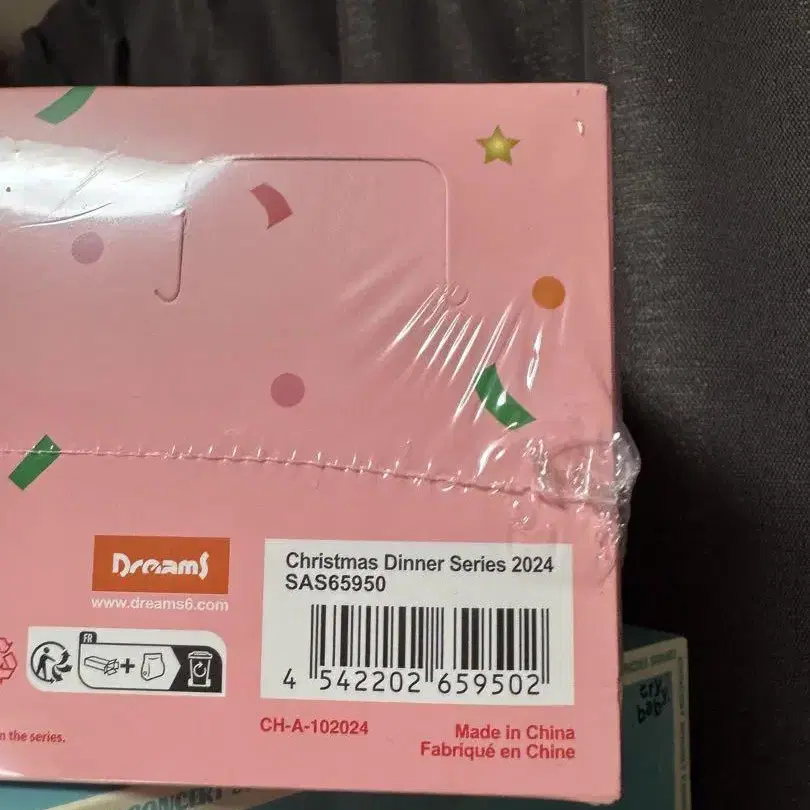 Dreams
www.dreams6.com
Christmas Dinner Series 2024
SAS65950
4 542202 659502
FR
CH-A-102024
Made in China
Fabriqué en Chine
n the series.
CONCERT
cry
baby